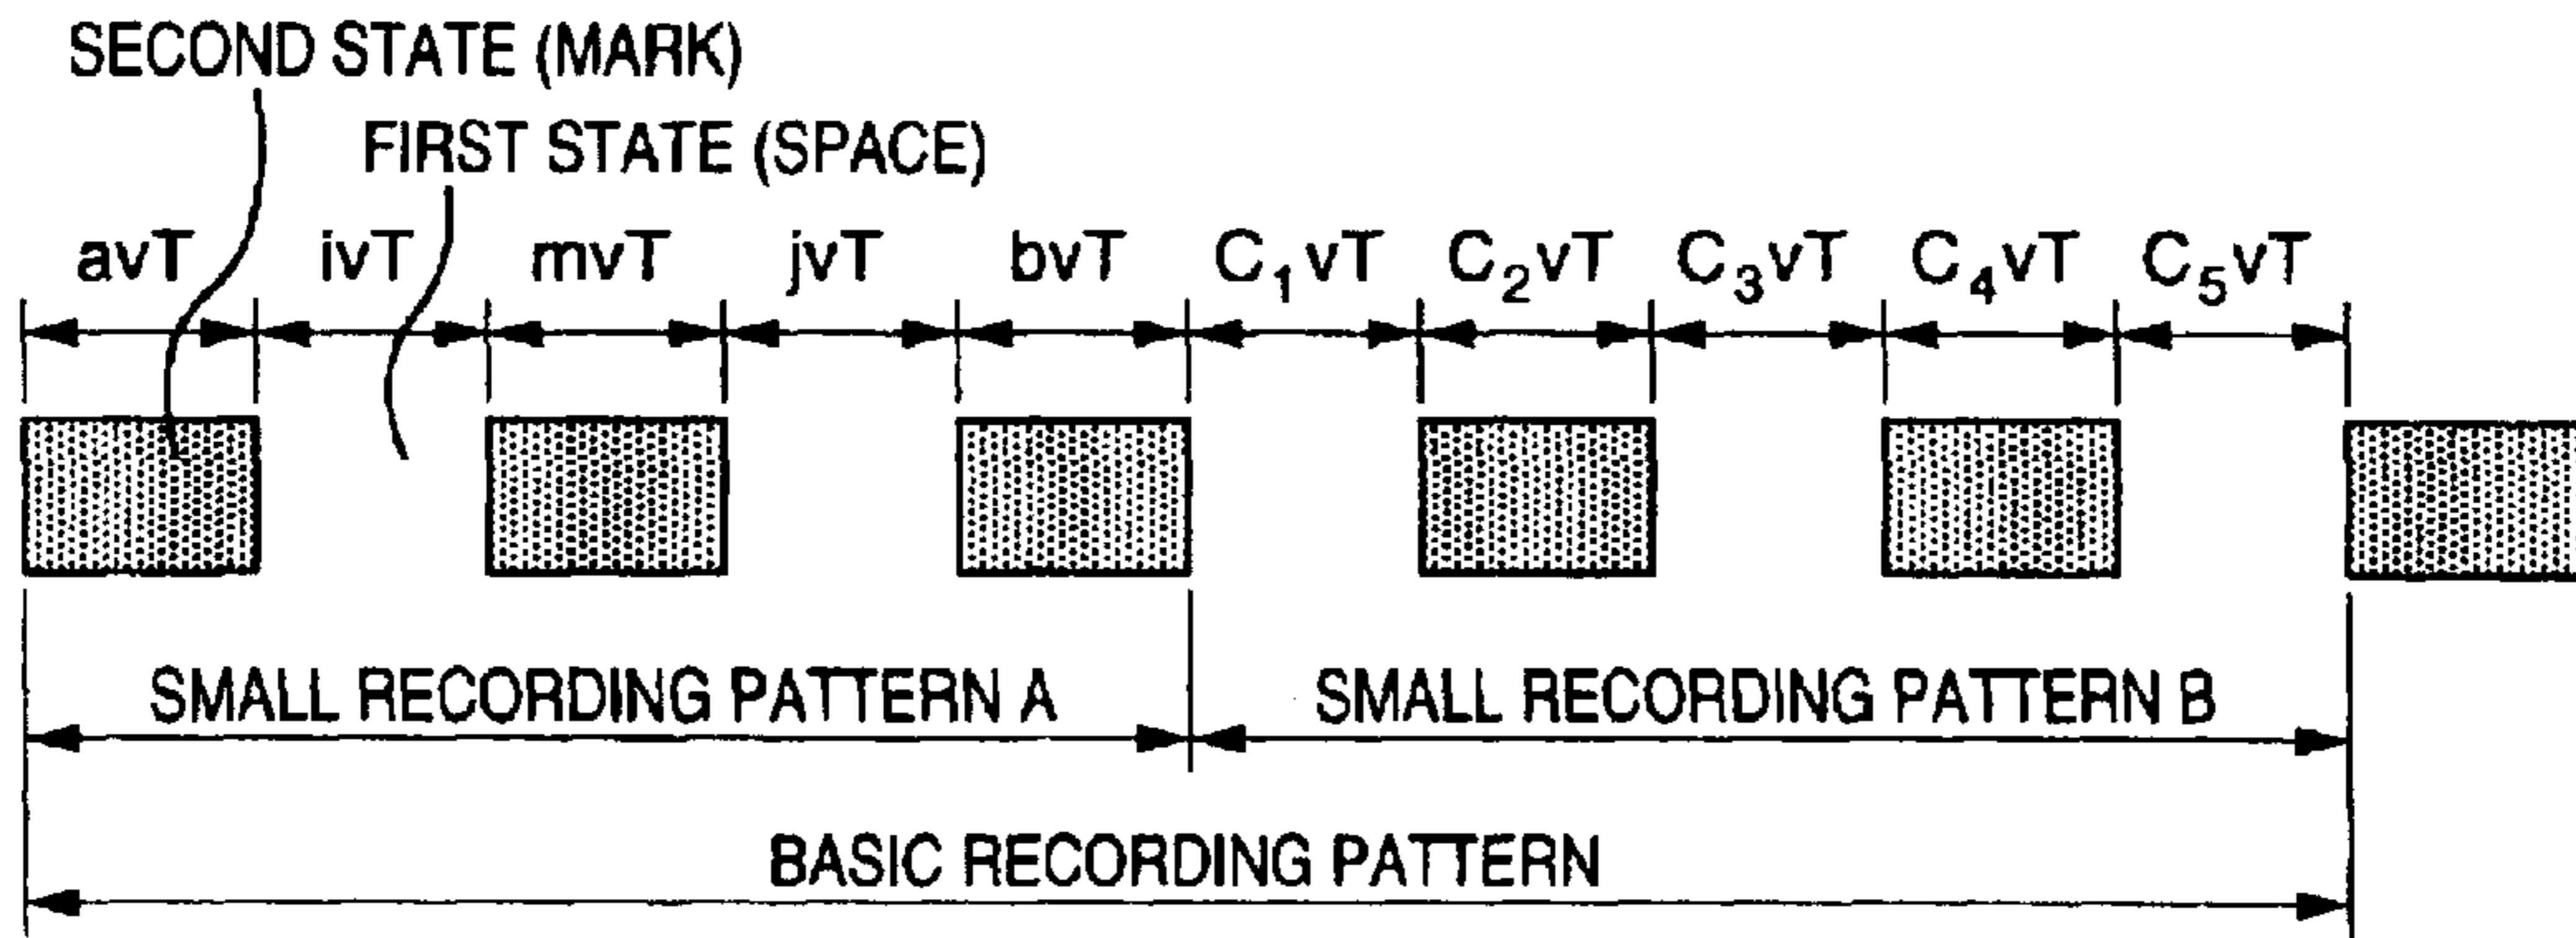 SECOND STATE (MARK)
FIRST STATE (SPACE)
avT ivT mvT jvT bvT C₁vT C₂vT C₃vT C₄vT C₅vT
SMALL RECORDING PATTERN A SMALL RECORDING PATTERN B
BASIC RECORDING PATTERN